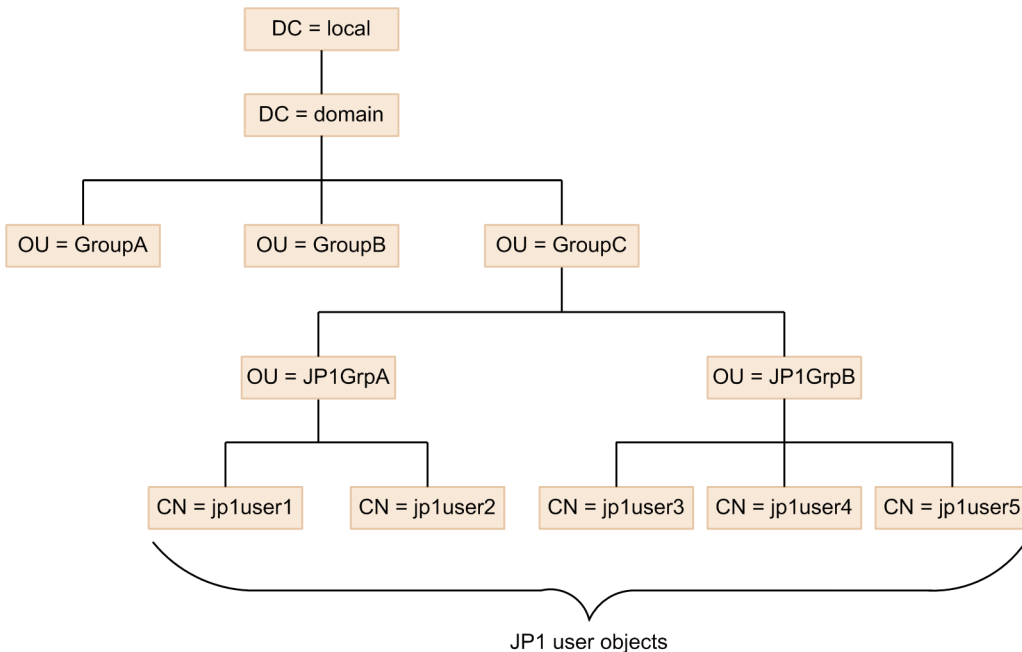 DC = local
DC = domain
OU = GroupA
OU = GroupB
OU = GroupC
OU = JP1GrpA
OU = JP1GrpB
CN = jp1user1
CN = jp1user2
CN = jp1user3
CN = jp1user4
CN = jp1user5
JP1 user objects